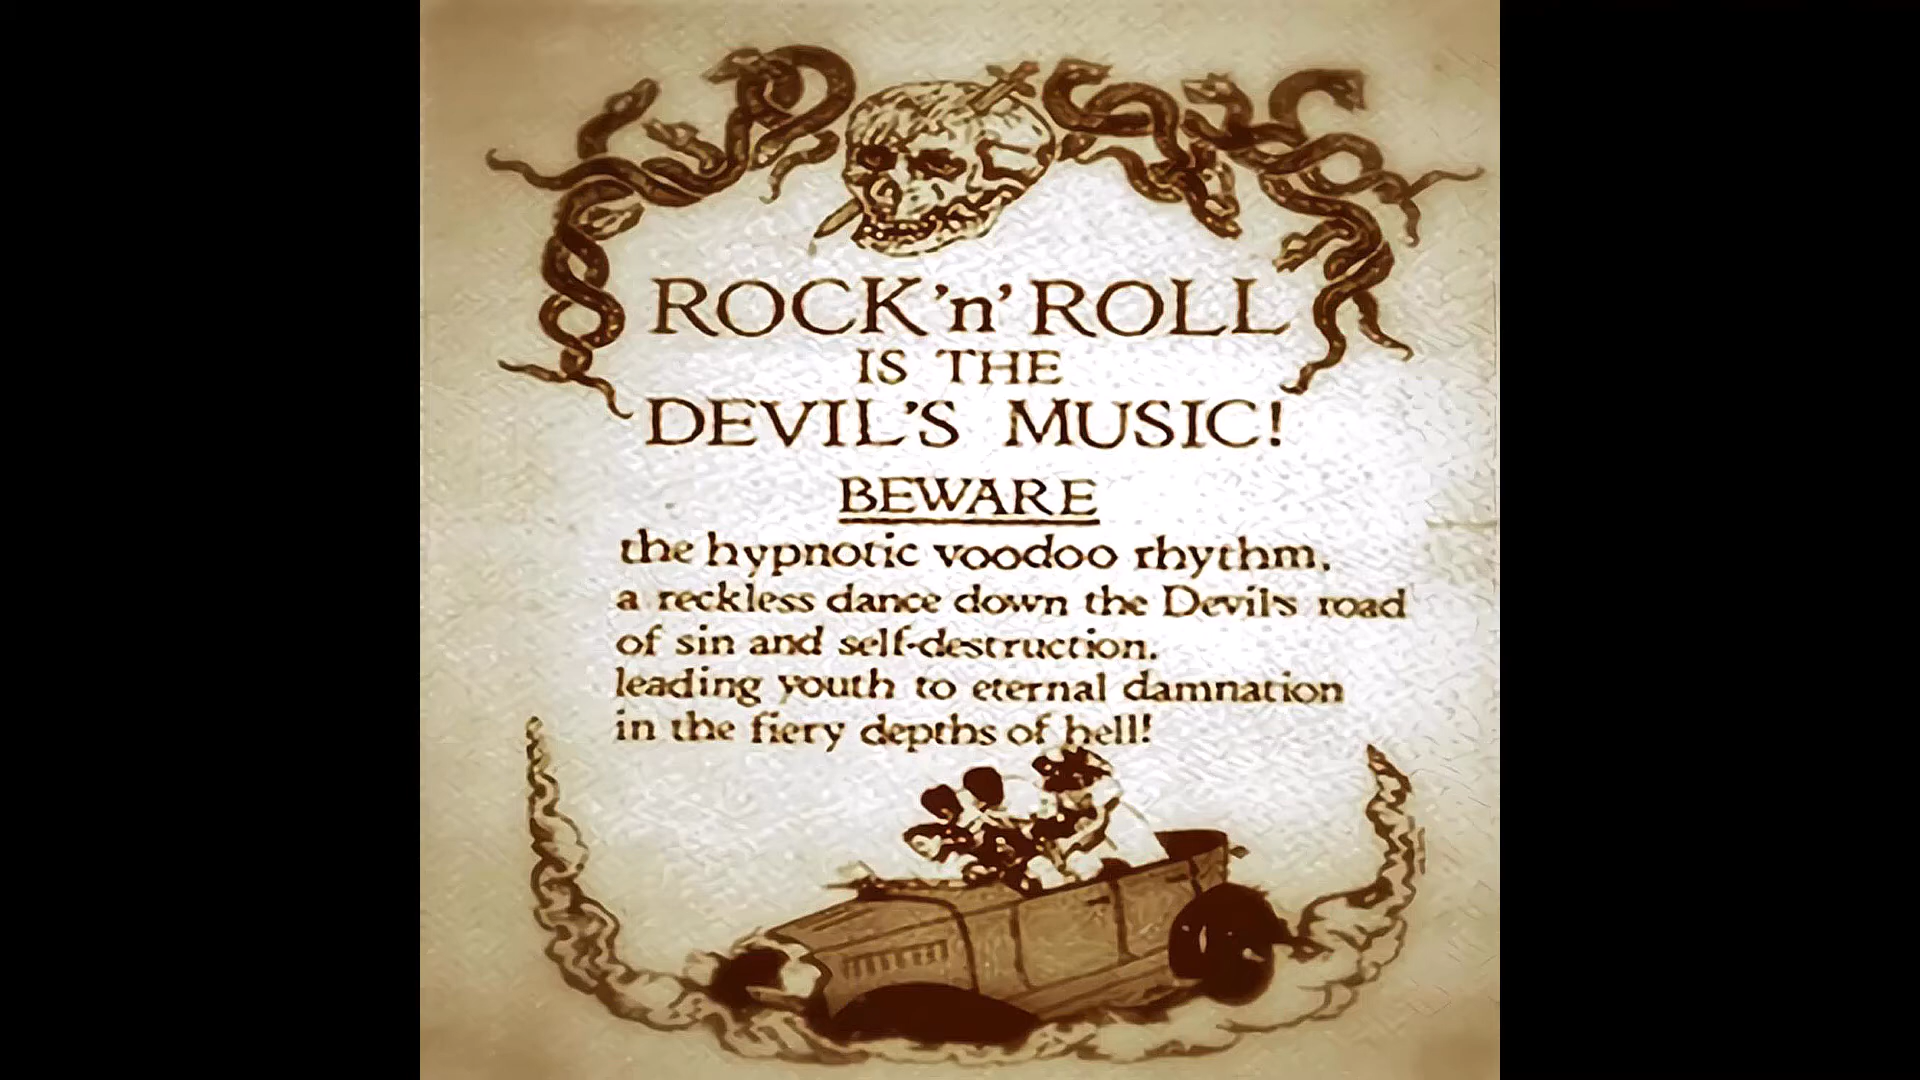 ROCK 'n' ROLL
IS THE
DEVIL'S MUSIC!
BEWARE
the hypnotic voodoo rhythm,
a reckless dance down the Devil's road
of sin and self-destruction,
leading youth to eternal damnation
in the fiery depths of hell!